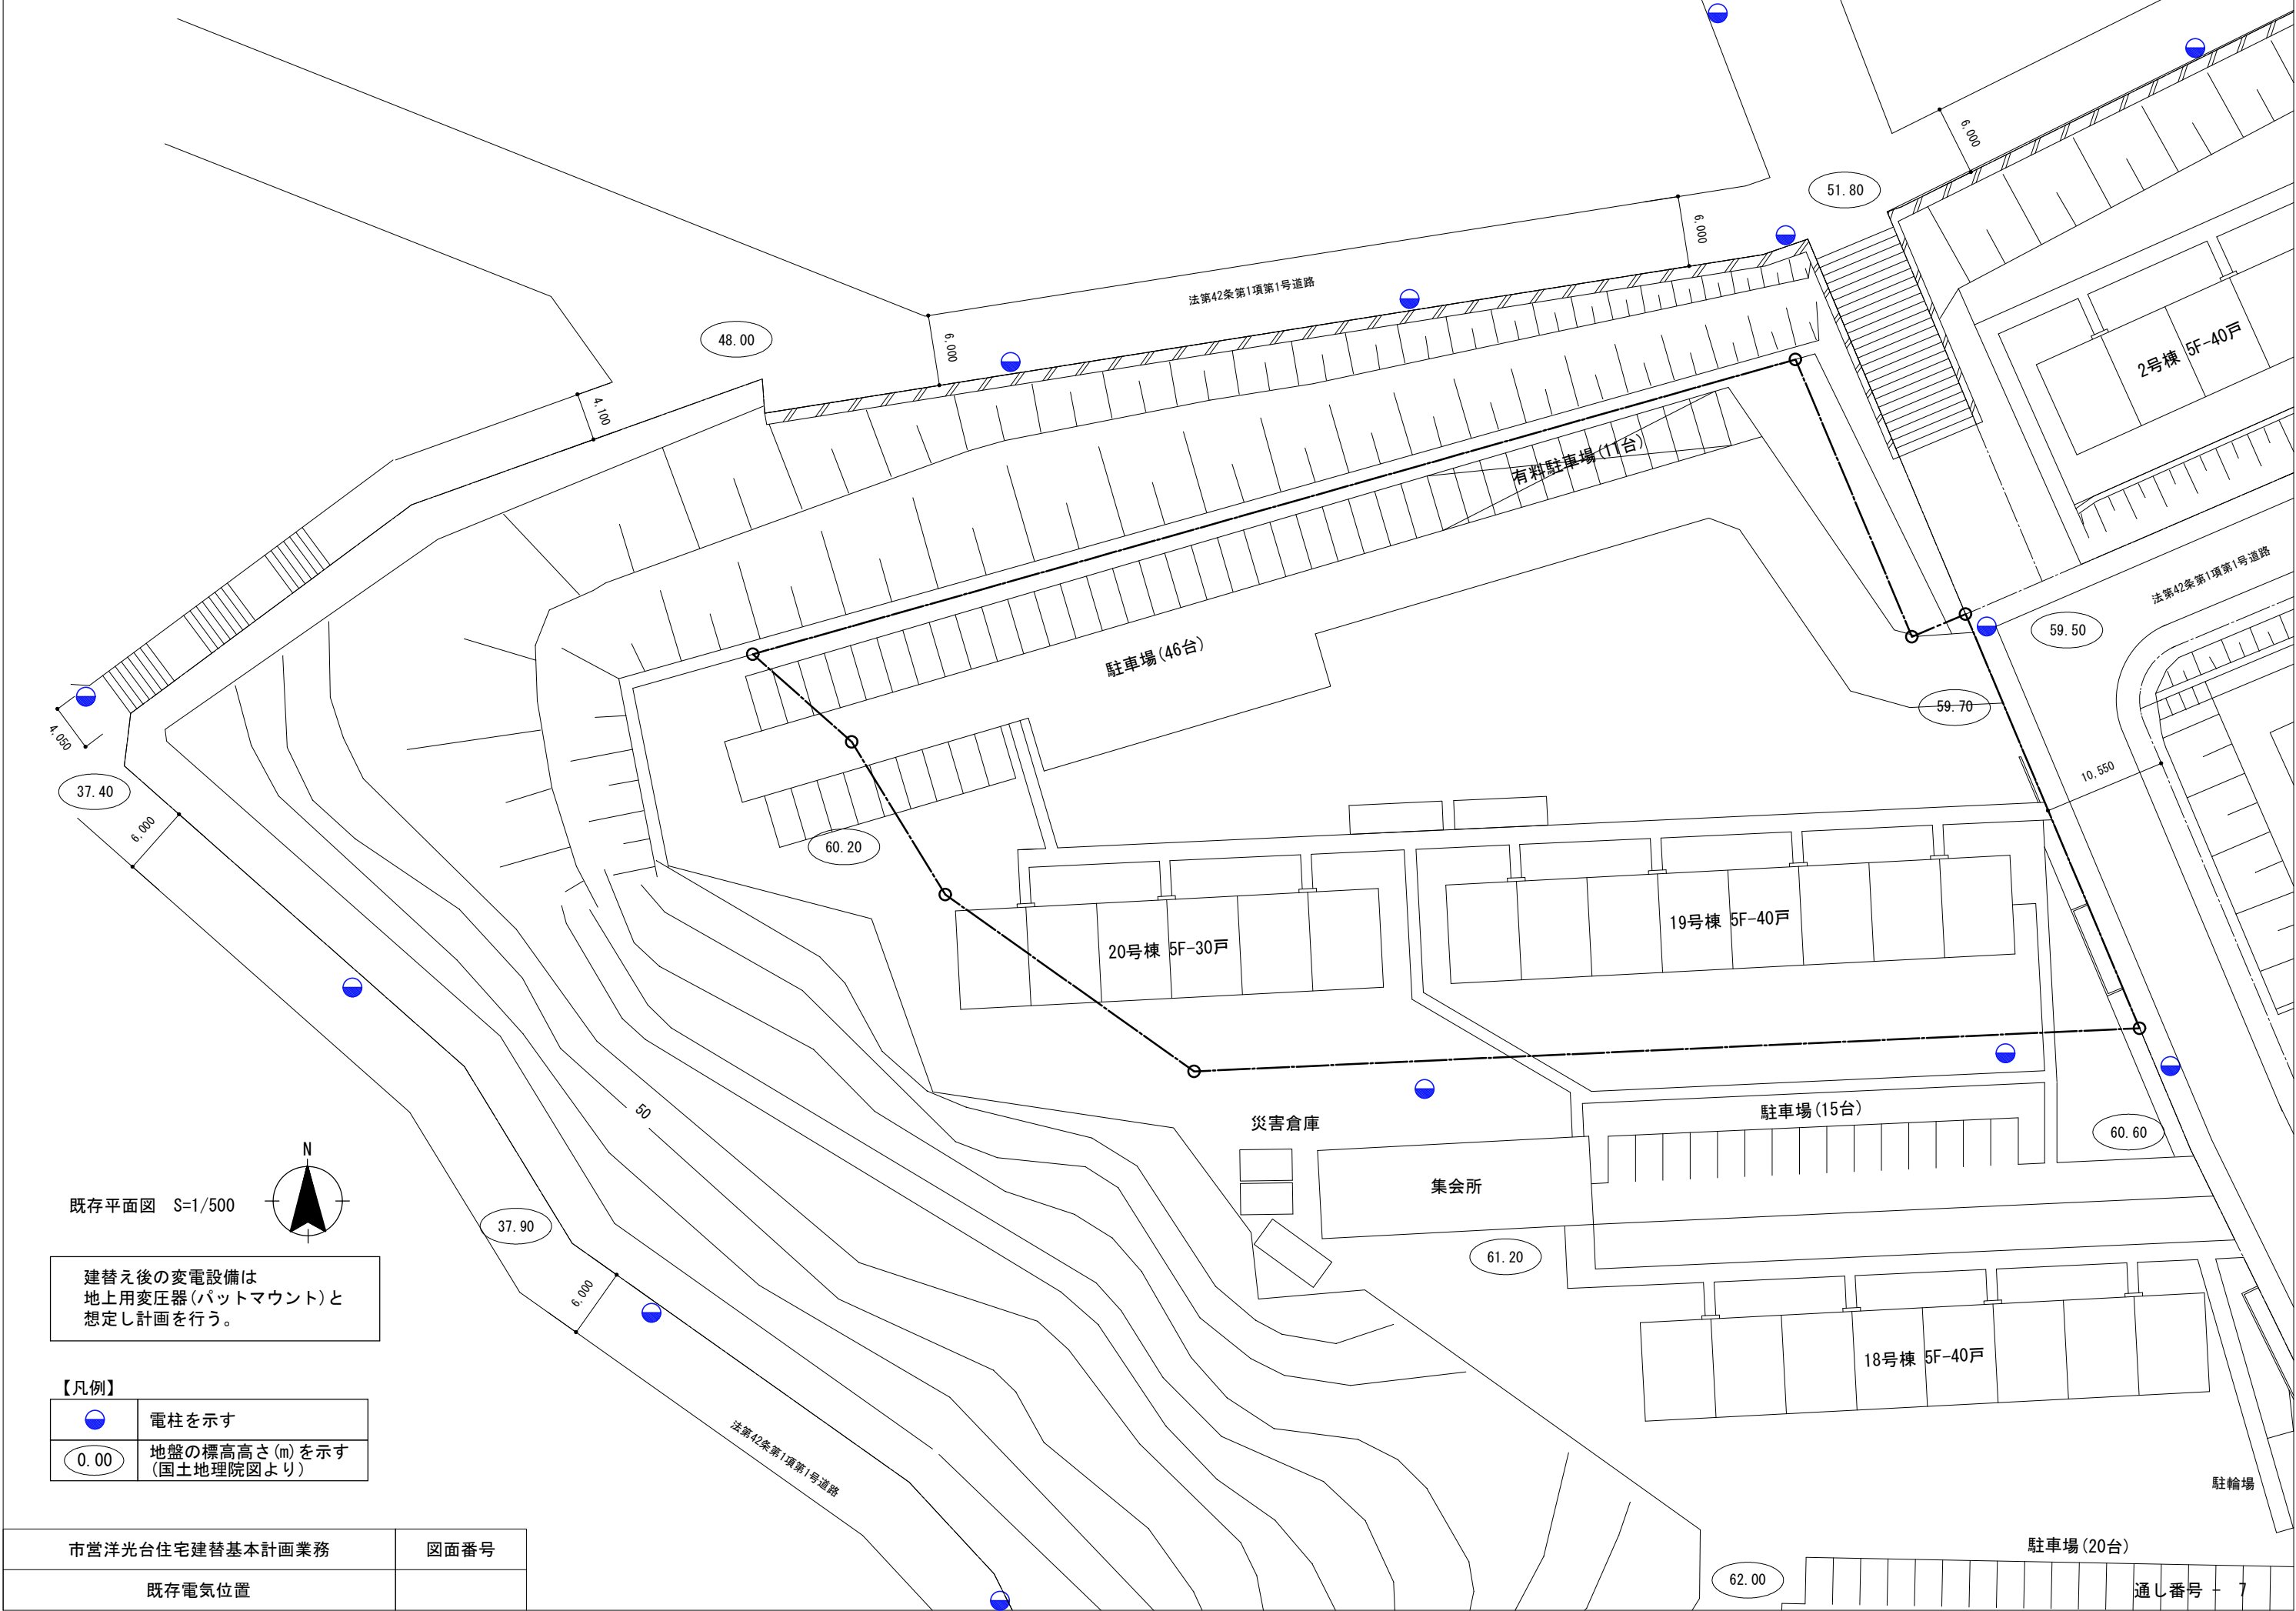 51.80
6,000
6,000
法第42条第1項第1号道路
48.00
6,000
4,100
2号棟 5F-40戸
有料駐車場(11台)
法第42条第1項第1号道路
59.50
駐車場(46台)
59.70
4,050
37.40
6,000
10,550
60.20
20号棟 5F-30戸
19号棟 5F-40戸
50
災害倉庫
駐車場(15台)
60.60
集会所
N
既存平面図 S=1/500
37.90
61.20
6,000
建替え後の変電設備は
地上用変圧器(パットマウント)と
想定し計画を行う。
18号棟 5F-40戸
【凡例】
電柱を示す
0.00
地盤の標高高さ(m)を示す
(国土地理院図より)
法第42条第1項第1号道路
駐輪場
駐車場(20台)
62.00
市営洋光台住宅建替基本計画業務
図面番号
既存電気位置
通し番号 - 7